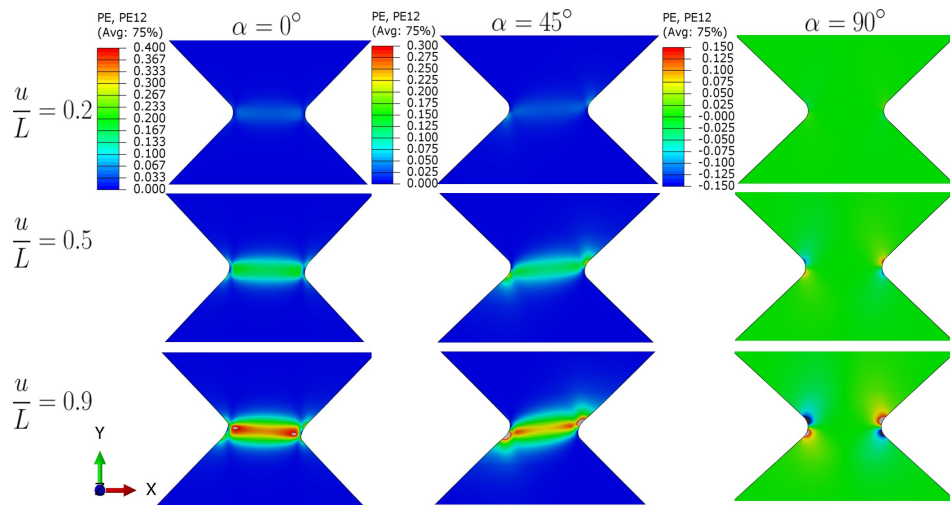 PE, PE12
(Avg: 75%)
0.400
0.367
0.333
0.300
0.267
0.233
0.200
0.167
0.133
0.100
0.067
0.033
0.000
α = 0°
PE, PE12
(Avg: 75%)
0.300
0.275
0.250
0.225
0.200
0.175
0.150
0.125
0.100
0.075
0.050
0.025
0.000
α = 45°
PE, PE12
(Avg: 75%)
0.150
0.125
0.100
0.075
0.050
0.025
-0.000
-0.025
-0.050
-0.075
-0.100
-0.125
-0.150
α = 90°
u/L = 0.2
u/L = 0.5
u/L = 0.9
Y
Z
X